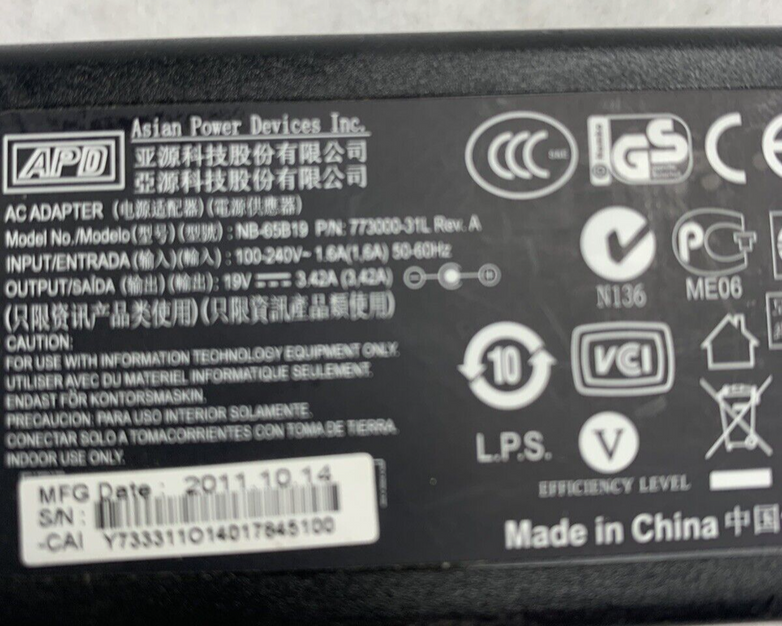 APD
Asian Power Devices Inc.
亚源科技股份有限公司
亞源科技股份有限公司
AC ADAPTER (电源适配器)(電源供應器)
Model No./Modelo(型号)(型號) : NB-65B19 P/N: 773000-31L Rev. A
INPUT/ENTRADA (输入)(輸入) : 100-240V~ 1.6A(1,6A) 50-60Hz
OUTPUT/SAÍDA (输出)(輸出): 19V 3.42A (3,42A)
(只限资讯产品类使用)(只限資訊產品類使用)
CAUTION:
FOR USE WITH INFORMATION TECHNOLOGY EQUIPMENT ONLY.
UTILISER AVEC DU MATERIEL INFORMATIQUE SEULEMENT.
ENDAST FÖR KONTORSMASKIN.
PRECAUCION: PARA USO INTERIOR SOLAMENTE.
CONECTAR SOLO A TOMACORRIENTES CON TOMA DE TIERRA.
INDOOR USE ONLY.
MFG Date : 2011.10.14
S/N :
-CAI Y733311O14017845100
CCC
GS
CE
N136
PG
ME06
10
VCI
L.P.S.
V
EFFICIENCY LEVEL
Made in China 中国